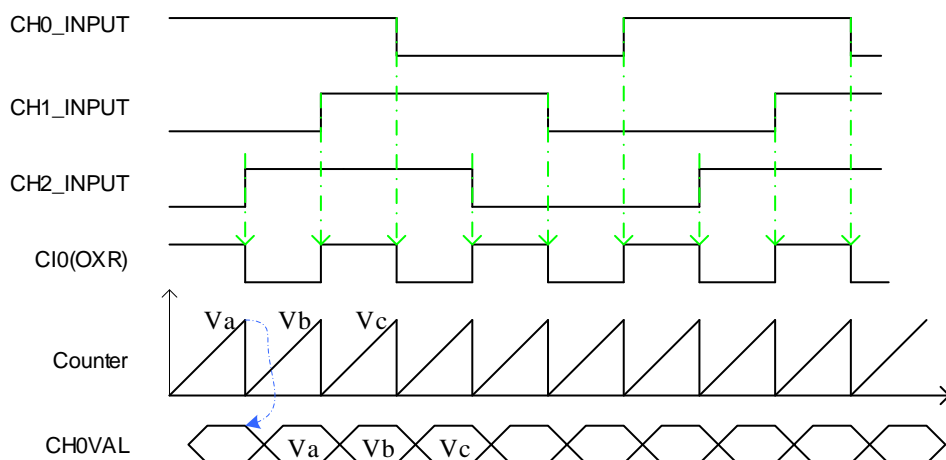 CH0_INPUT
CH1_INPUT
CH2_INPUT
CI0(OXR)
Va Vb Vc
Counter
CH0VAL Va Vb Vc